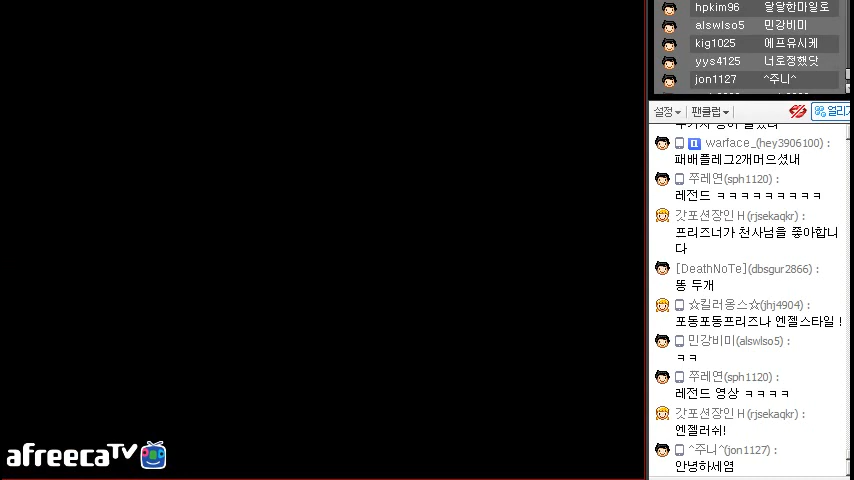 hpkim96 달달한마일로
alswlso5 민강비미
kig1025 에프유시케
yys4125 너로정했닷
jon1127 ^주니^
설정 팬클럽 얼리기
warface_(hey3906100) :
패배플레그2개머으셨내
쭈레연(sph1120) :
레전드 ㅋㅋㅋㅋㅋㅋㅋㅋㅋ
갓포션장인H(rjsekaqkr) :
프리즈너가 천사님을 좋아합니
다
[DeathNoTe](dbsgur2866) :
똥 두개
☆킬러옹스☆(jhj4904) :
포동포동프리즈나 엔젤스타일 !
민강비미(alswlso5) :
ㅋㅋ
쭈레연(sph1120) :
레전드 영상 ㅋㅋㅋㅋ
갓포션장인H(rjsekaqkr) :
엔젤러쉬!
^주니^(jon1127) :
안녕하세염
afreecaTV